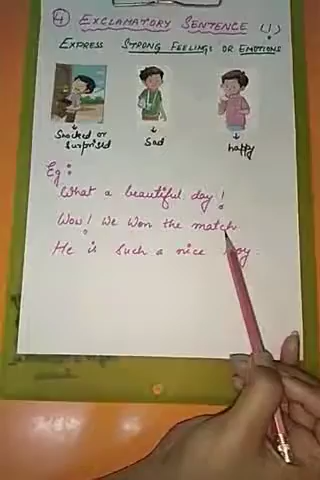 ④ EXCLAMATORY SENTENCE (!)
EXPRESS STRONG FEELINGS OR EMOTIONS
Shocked or surprised
Sad
happy
Eg:
What a beautiful day!
Wow! We won the match
He is such a nice boy.